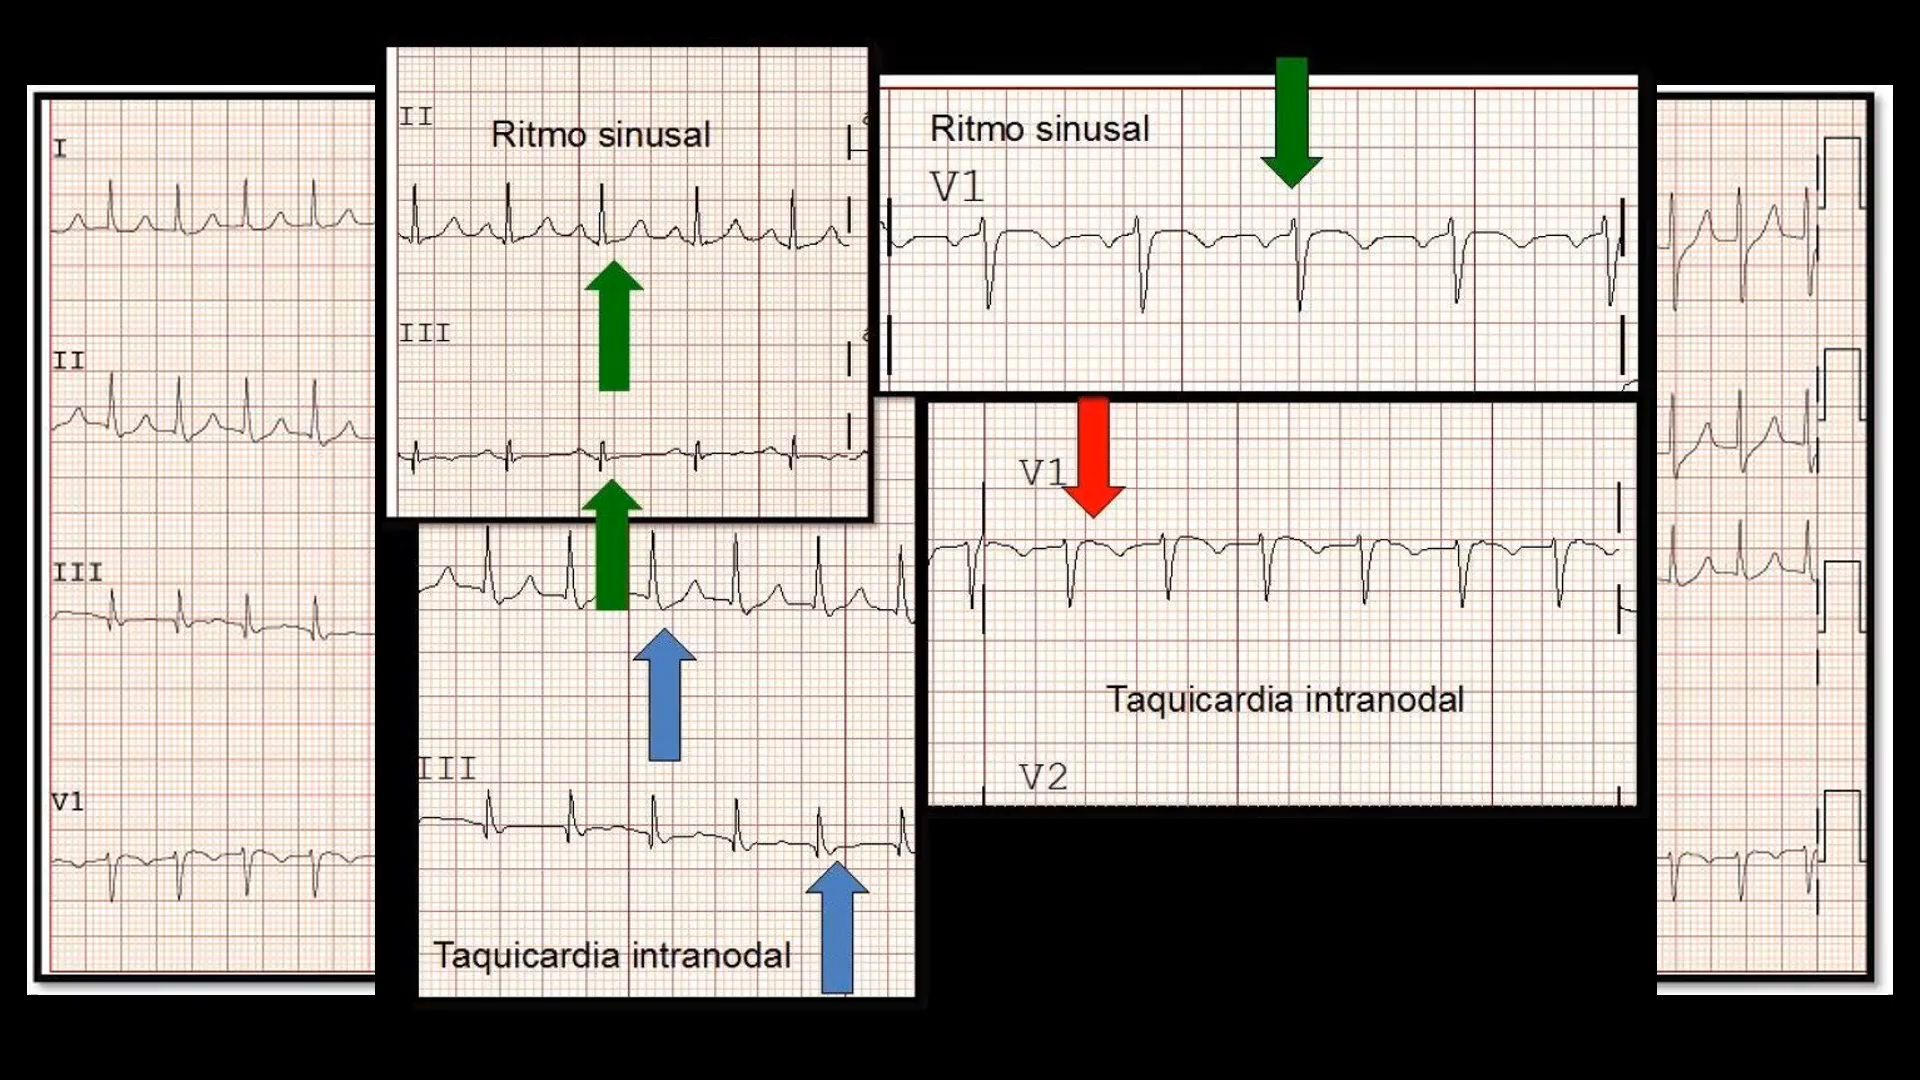 I
II
III
V1
II
Ritmo sinusal
III
III
Taquicardia intranodal
Ritmo sinusal
V1
V1
Taquicardia intranodal
V2